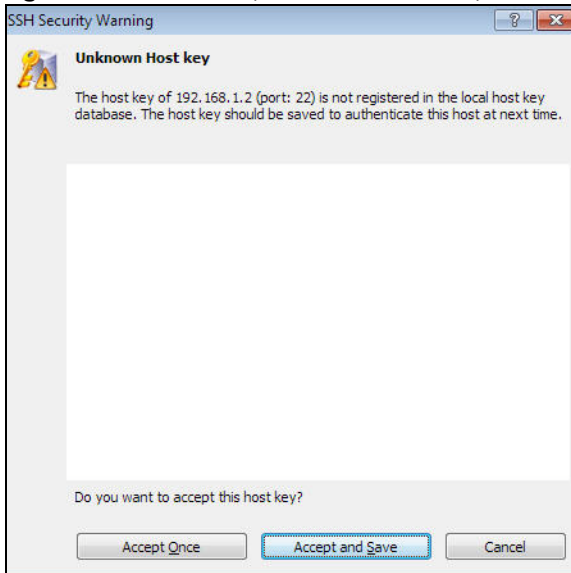 SSH Security Warning
Unknown Host key
The host key of 192.168.1.2 (port: 22) is not registered in the local host key
database. The host key should be saved to authenticate this host at next time.
Do you want to accept this host key?
Accept Once
Accept and Save
Cancel